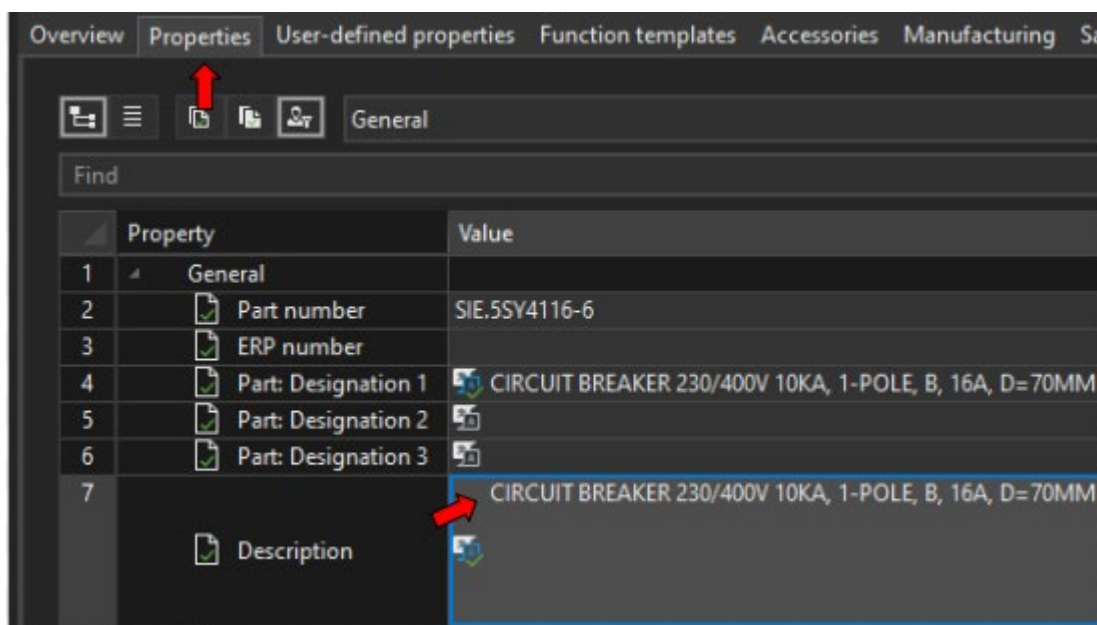 Overview Properties User-defined properties Function templates Accessories Manufacturing
General
Find
Property Value
1 General
2 Part number SIE.5SY4116-6
3 ERP number
4 Part: Designation 1 CIRCUIT BREAKER 230/400V 10KA, 1-POLE, B, 16A, D=70MM
5 Part: Designation 2
6 Part: Designation 3
7 CIRCUIT BREAKER 230/400V 10KA, 1-POLE, B, 16A, D=70MM
Description